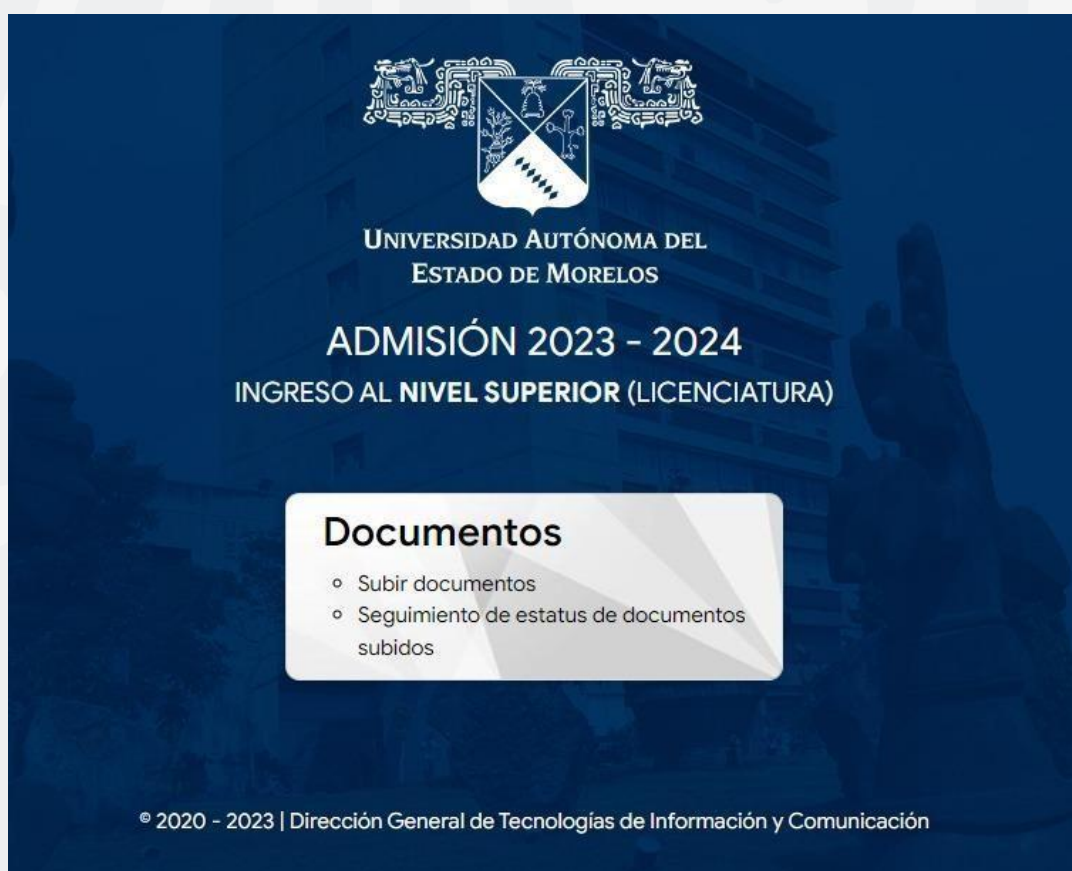 UNIVERSIDAD AUTÓNOMA DEL
ESTADO DE MORELOS
ADMISIÓN 2023 - 2024
INGRESO AL NIVEL SUPERIOR (LICENCIATURA)
Documentos
Subir documentos
Seguimiento de estatus de documentos
subidos
© 2020 - 2023 | Dirección General de Tecnologías de Información y Comunicación